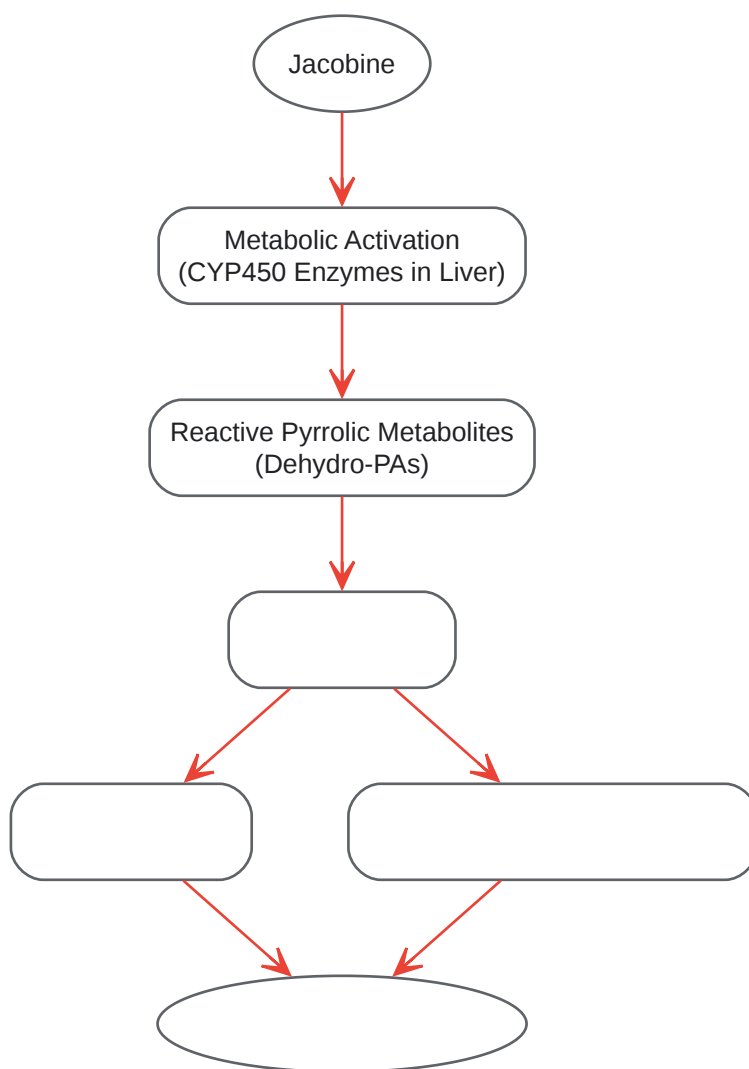 Jacobine
Metabolic Activation
(CYP450 Enzymes in Liver)
Reactive Pyrrolic Metabolites
(Dehydro-PAs)